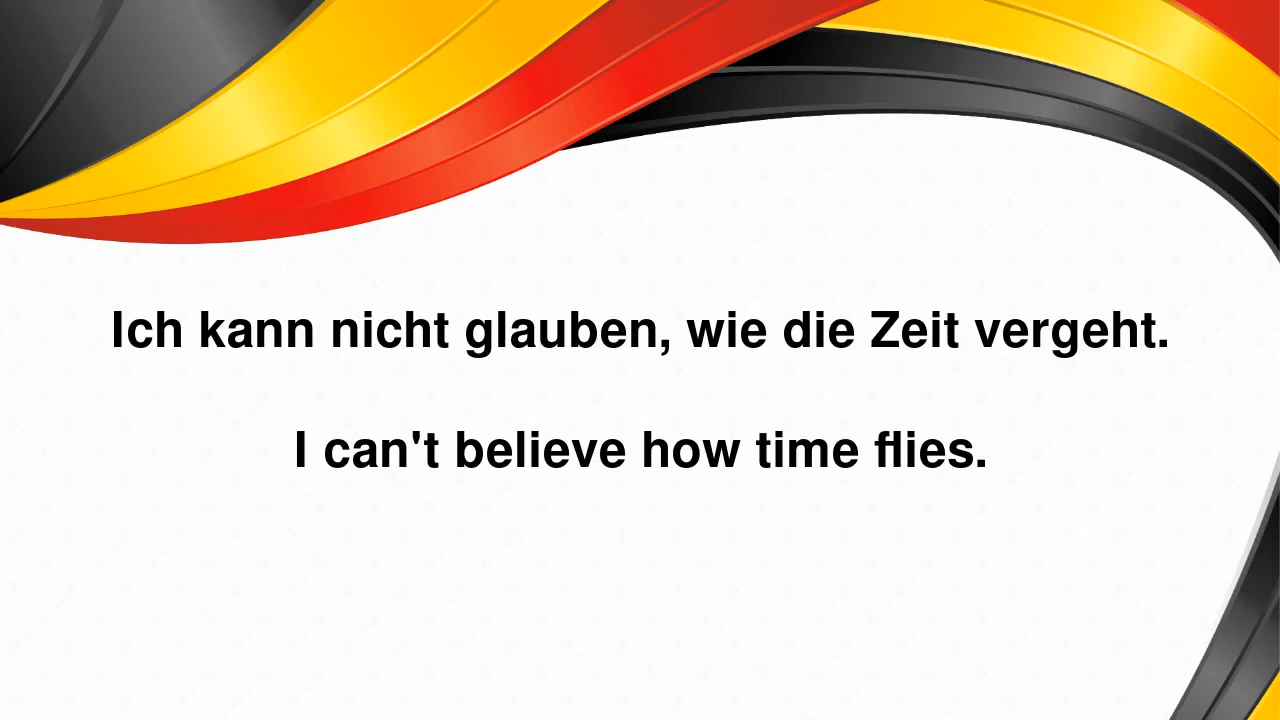 Ich kann nicht glauben, wie die Zeit vergeht.
I can't believe how time flies.